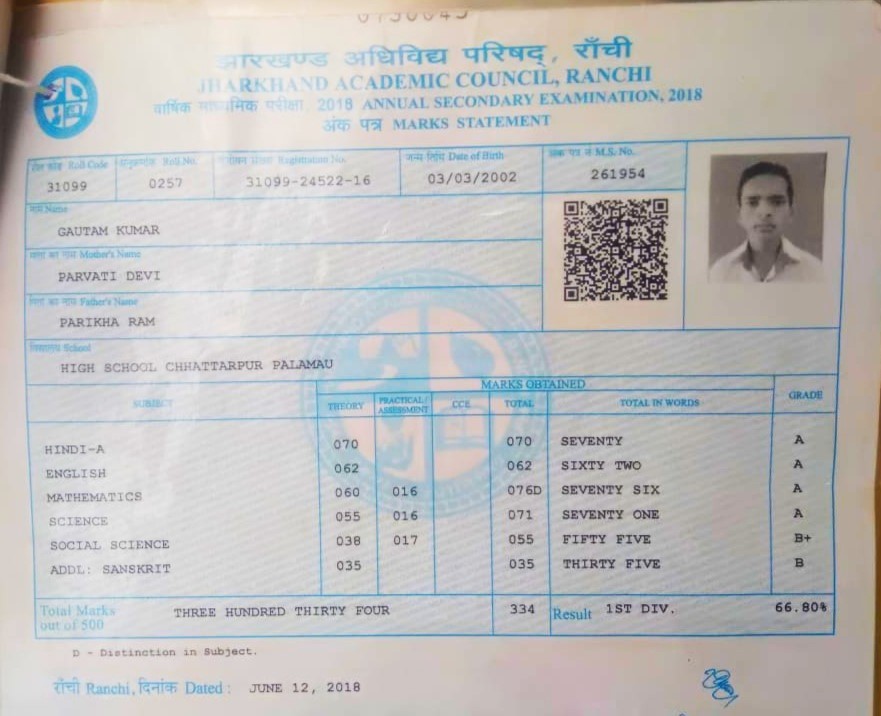 झारखण्ड अधिविद्य परिषद्, राँची
JHARKHAND ACADEMIC COUNCIL, RANCHI
वार्षिक माध्यमिक परीक्षा, 2018 ANNUAL SECONDARY EXAMINATION, 2018
अंक पत्र MARKS STATEMENT
रोल कोड Roll Code अनुक्रमांक Roll No. पंजीयन संख्या Registration No. जन्म तिथि Date of Birth अंक पत्र सं M.S. No.
31099 0257 31099-24522-16 03/03/2002 261954
नाम Name
GAUTAM KUMAR
माता का नाम Mother's Name
PARVATI DEVI
पिता का नाम Father's Name
PARIKHA RAM
विद्यालय School
HIGH SCHOOL CHHATTARPUR PALAMAU
MARKS OBTAINED
SUBJECT THEORY PRACTICAL/ ASSESSMENT CCE TOTAL TOTAL IN WORDS GRADE
HINDI-A 070 070 SEVENTY A
ENGLISH 062 062 SIXTY TWO A
MATHEMATICS 060 016 076D SEVENTY SIX A
SCIENCE 055 016 071 SEVENTY ONE A
SOCIAL SCIENCE 038 017 055 FIFTY FIVE B+
ADDL: SANSKRIT 035 035 THIRTY FIVE B
Total Marks out of 500 THREE HUNDRED THIRTY FOUR 334 Result 1ST DIV. 66.80%
D - Distinction in Subject.
राँची Ranchi, दिनांक Dated : JUNE 12, 2018